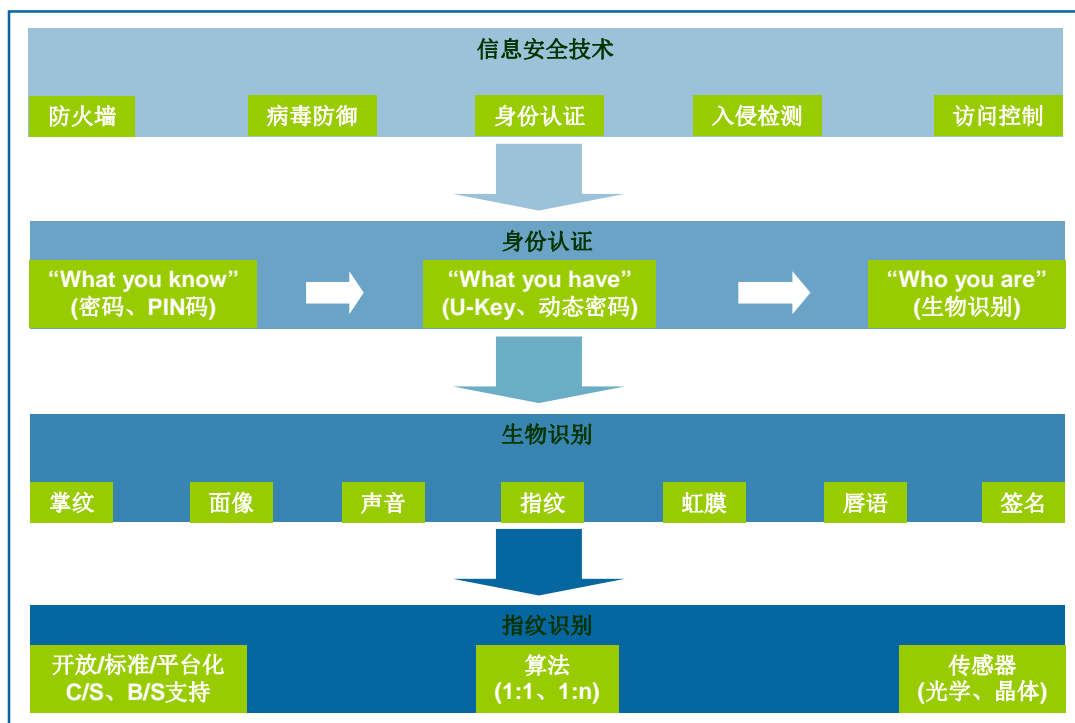 信息安全技术
防火墙
病毒防御
身份认证
入侵检测
访问控制
身份认证
“What you know”
(密码、PIN码)
“What you have”
(U-Key、动态密码)
“Who you are”
(生物识别)
生物识别
掌纹
面像
声音
指纹
虹膜
唇语
签名
指纹识别
开放/标准/平台化
C/S、B/S支持
算法
(1:1、1:n)
传感器
(光学、晶体)